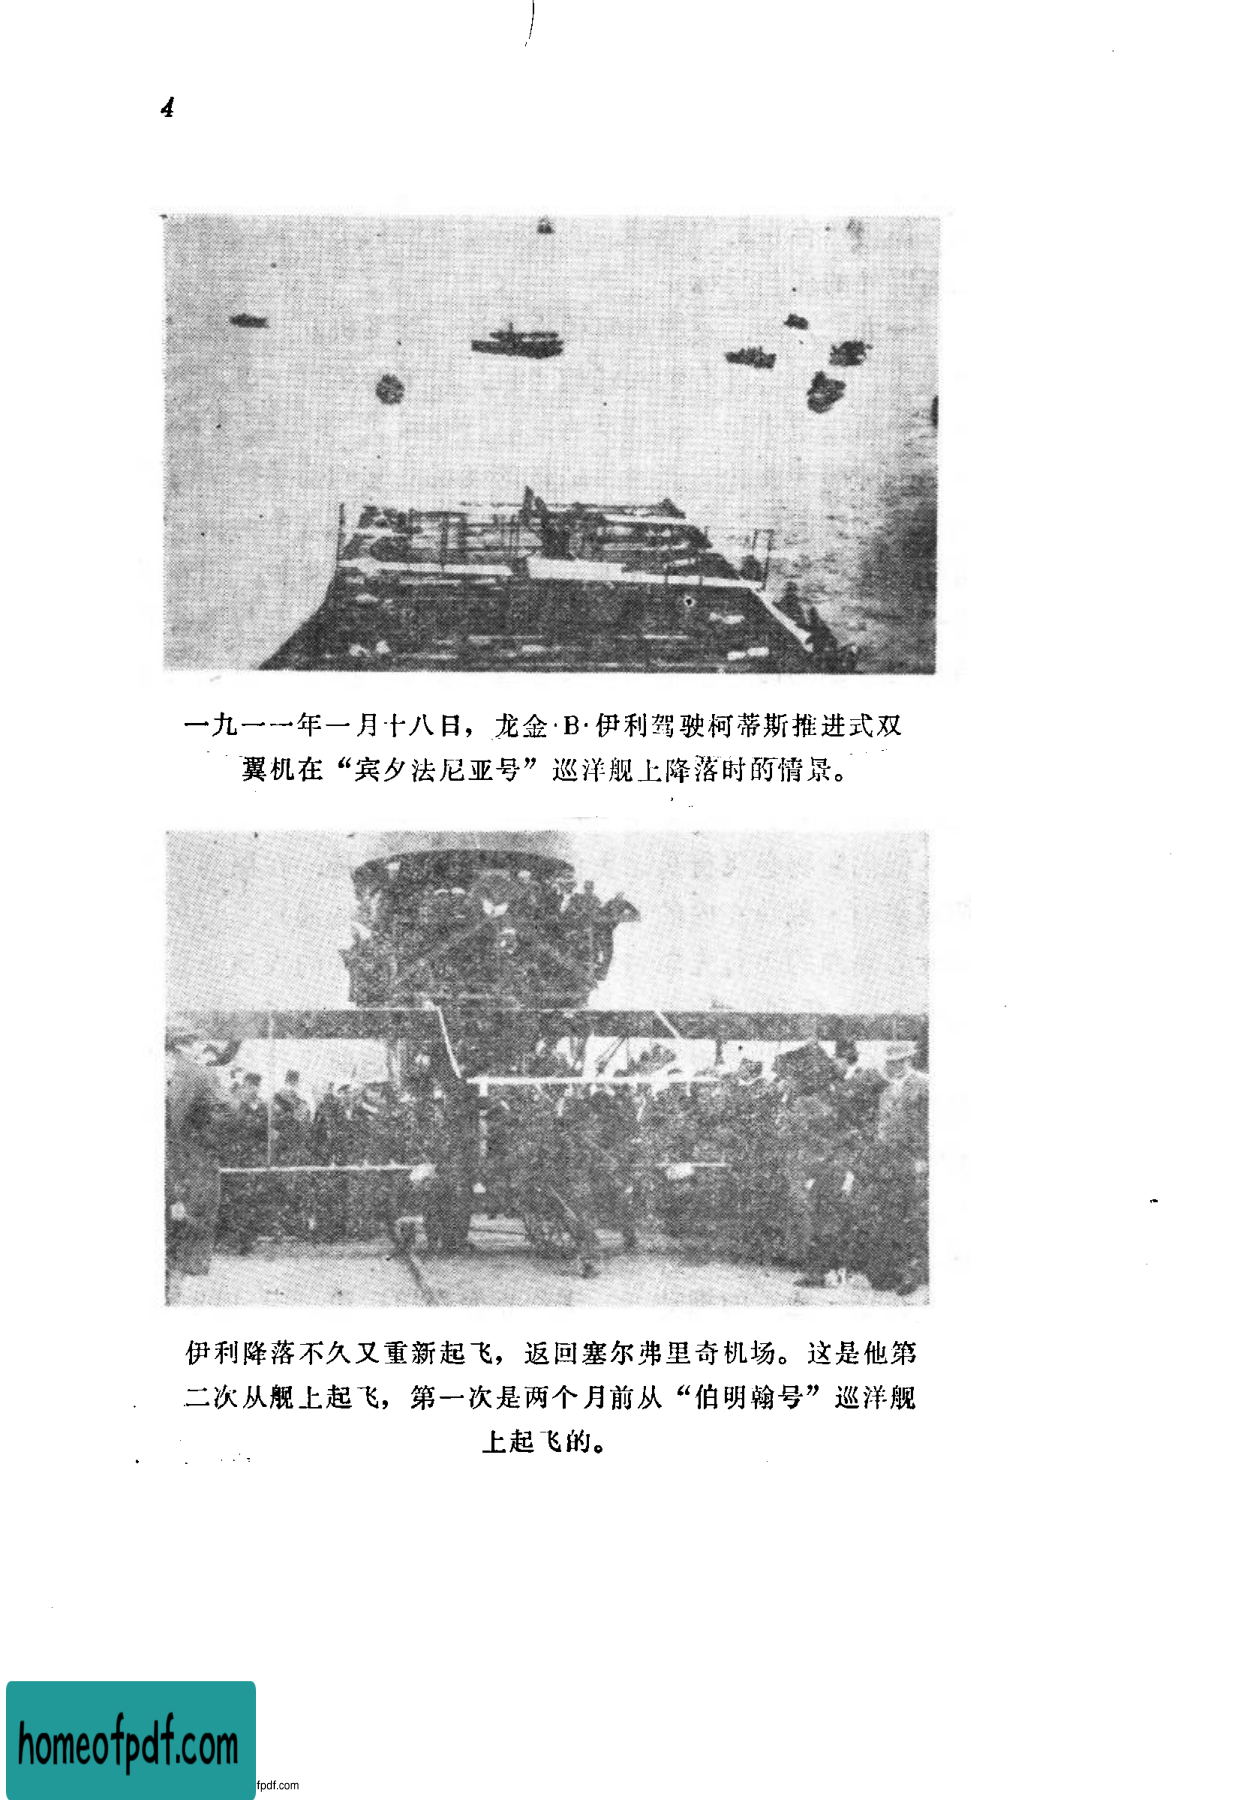 4
一九一一年一月十八日，龙金·B·伊利驾驶柯蒂斯推进式双
翼机在“宾夕法尼亚号”巡洋舰上降落时的情景。
伊利降落不久又重新起飞，返回塞尔弗里奇机场。这是他第
二次从舰上起飞，第一次是两个月前从“伯明翰号”巡洋舰
上起飞的。
homeofpdf.com
fpdf.com